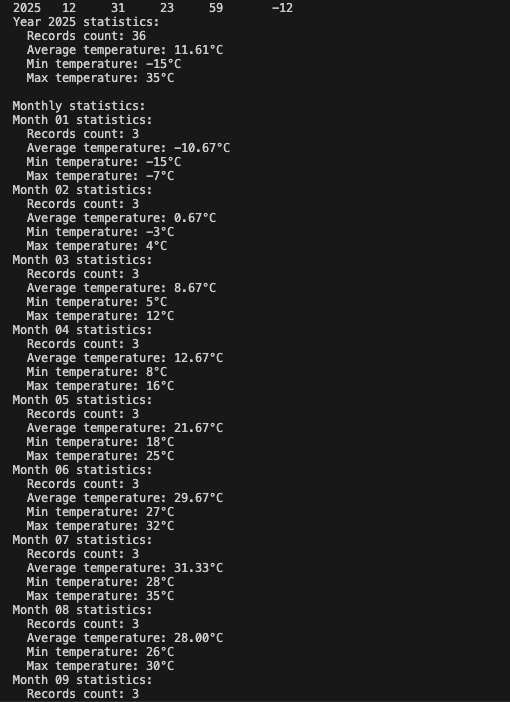 2025   12     31     23     59       -12
Year 2025 statistics:
  Records count: 36
  Average temperature: 11.61°C
  Min temperature: -15°C
  Max temperature: 35°C

Monthly statistics:
Month 01 statistics:
  Records count: 3
  Average temperature: -10.67°C
  Min temperature: -15°C
  Max temperature: -7°C
Month 02 statistics:
  Records count: 3
  Average temperature: 0.67°C
  Min temperature: -3°C
  Max temperature: 4°C
Month 03 statistics:
  Records count: 3
  Average temperature: 8.67°C
  Min temperature: 5°C
  Max temperature: 12°C
Month 04 statistics:
  Records count: 3
  Average temperature: 12.67°C
  Min temperature: 8°C
  Max temperature: 16°C
Month 05 statistics:
  Records count: 3
  Average temperature: 21.67°C
  Min temperature: 18°C
  Max temperature: 25°C
Month 06 statistics:
  Records count: 3
  Average temperature: 29.67°C
  Min temperature: 27°C
  Max temperature: 32°C
Month 07 statistics:
  Records count: 3
  Average temperature: 31.33°C
  Min temperature: 28°C
  Max temperature: 35°C
Month 08 statistics:
  Records count: 3
  Average temperature: 28.00°C
  Min temperature: 26°C
  Max temperature: 30°C
Month 09 statistics:
  Records count: 3